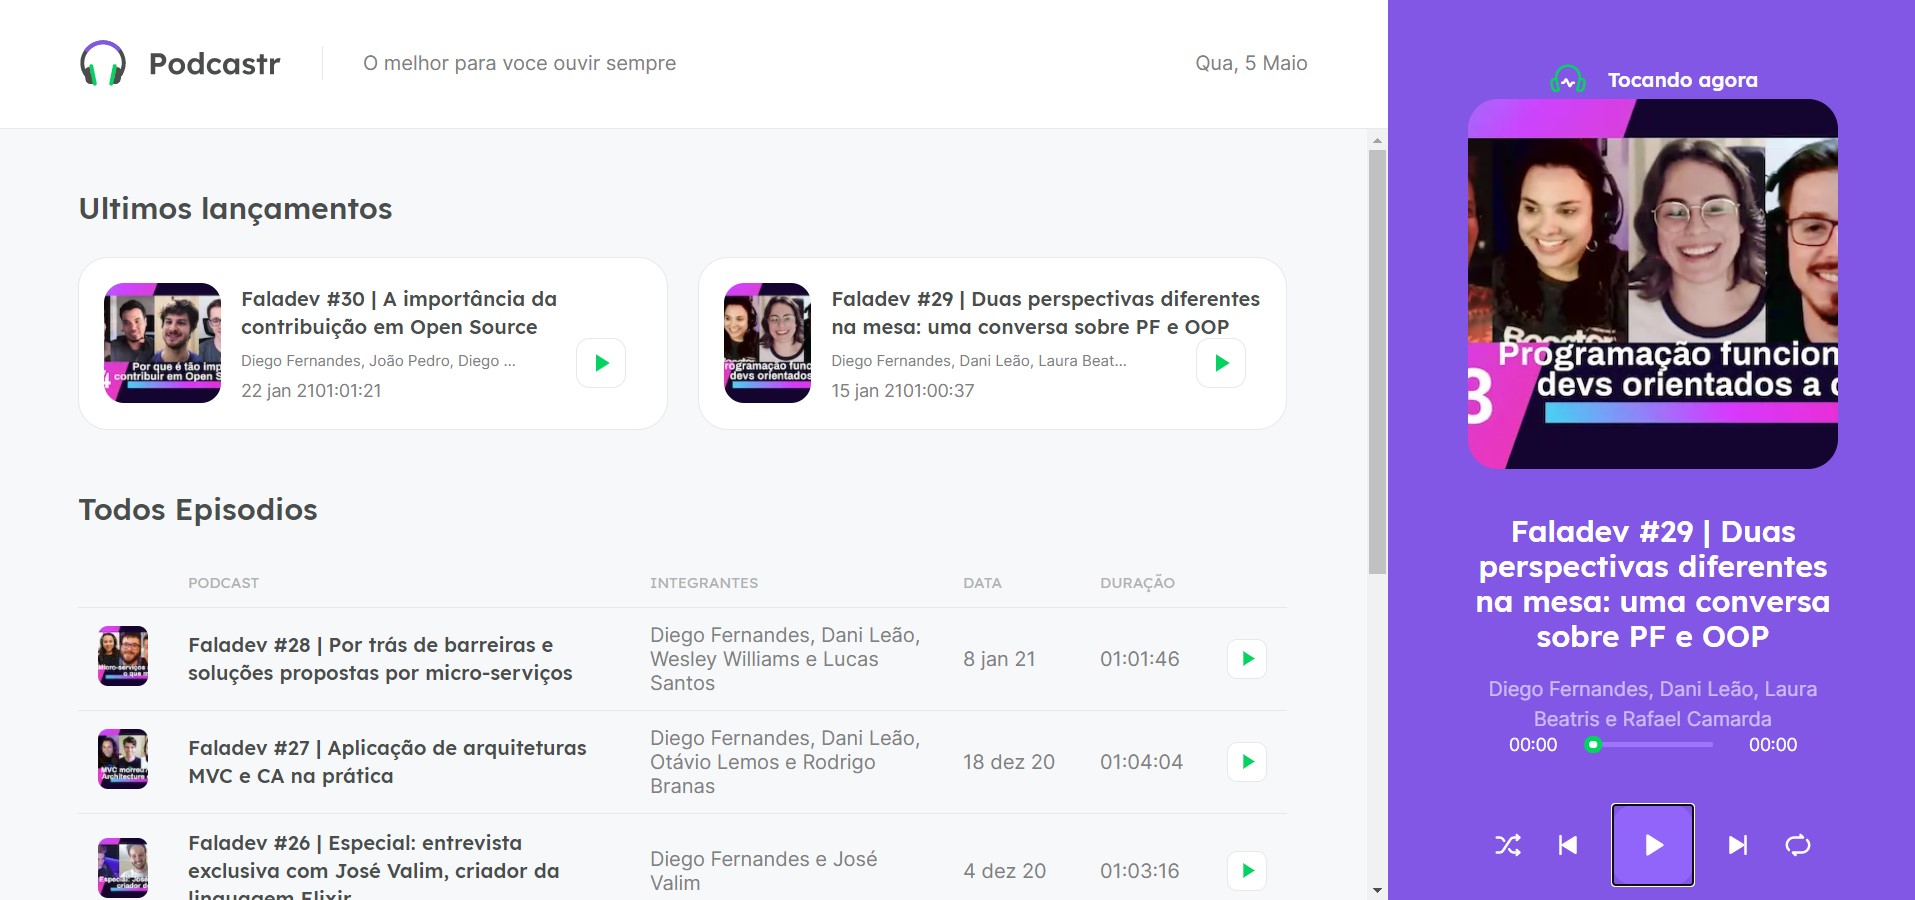 Podcastr
O melhor para voce ouvir sempre
Qua, 5 Maio
Ultimos lançamentos
Por que é tão imp
contribuir em Open S
Faladev #30 | A importância da
contribuição em Open Source
Diego Fernandes, João Pedro, Diego ...
22 jan 2101:01:21
rogramação func
devs orientados
Faladev #29 | Duas perspectivas diferentes
na mesa: uma conversa sobre PF e OOP
Diego Fernandes, Dani Leão, Laura Beat...
15 jan 2101:00:37
Todos Episodios
PODCAST
INTEGRANTES
DATA
DURAÇÃO
Faladev #28 | Por trás de barreiras e
soluções propostas por micro-serviços
Diego Fernandes, Dani Leão,
Wesley Williams e Lucas
Santos
8 jan 21
01:01:46
Faladev #27 | Aplicação de arquiteturas
MVC e CA na prática
Diego Fernandes, Dani Leão,
Otávio Lemos e Rodrigo
Branas
18 dez 20
01:04:04
Faladev #26 | Especial: entrevista
exclusiva com José Valim, criador da
linguagem Elixir
Diego Fernandes e José
Valim
4 dez 20
01:03:16
Tocando agora
Programação funcion
devs orientados a
3
Faladev #29 | Duas
perspectivas diferentes
na mesa: uma conversa
sobre PF e OOP
Diego Fernandes, Dani Leão, Laura
Beatris e Rafael Camarda
00:00
00:00